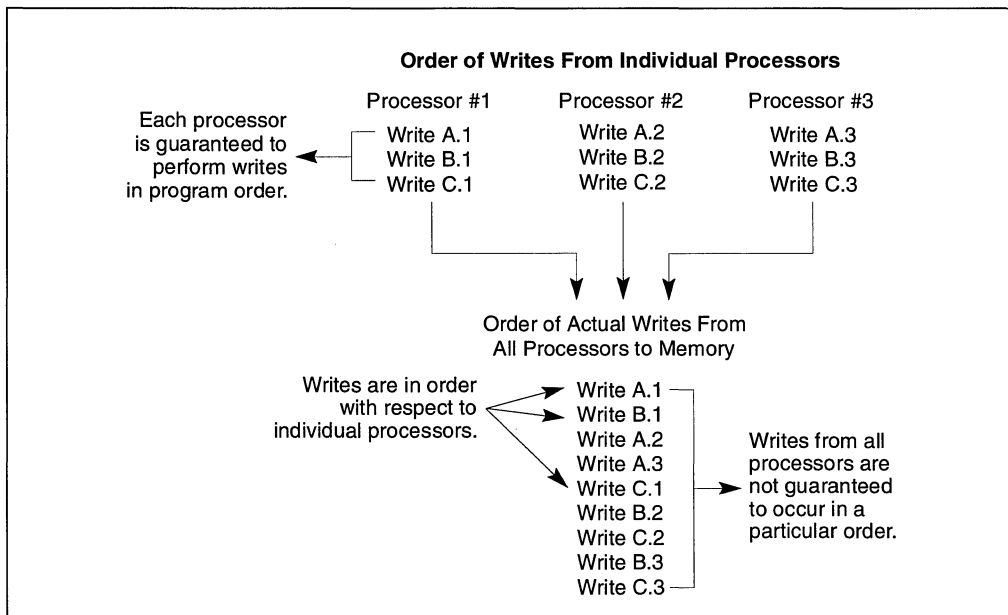 Order of Writes From Individual Processors
Processor #1
Processor #2
Processor #3
Each processor
is guaranteed to
perform writes
in program order.
Write A.1
Write B.1
Write C.1
Write A.2
Write B.2
Write C.2
Write A.3
Write B.3
Write C.3
Order of Actual Writes From
All Processors to Memory
Writes are in order
with respect to
individual processors.
Write A.1
Write B.1
Write A.2
Write A.3
Write C.1
Write B.2
Write C.2
Write B.3
Write C.3
Writes from all
processors are
not guaranteed
to occur in a
particular order.